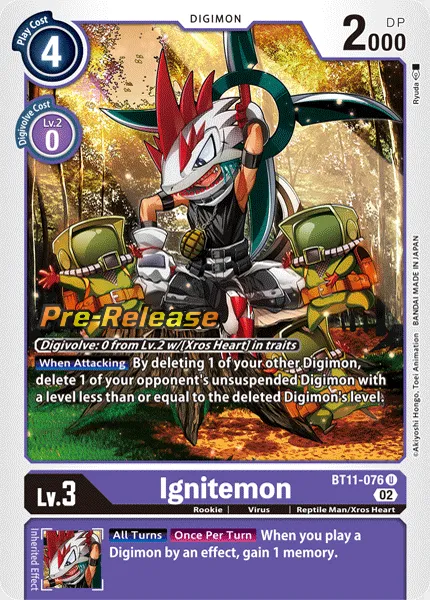 DIGIMON
Play Cost
4
DP
2000
Digivolve Cost
Lv.2
0
Ryuda
Pre-Release
Digivolve: 0 from Lv.2 w/[Xros Heart] in traits
When Attacking By deleting 1 of your other Digimon,
delete 1 of your opponent's unsuspended Digimon with
a level less than or equal to the deleted Digimon's level.
©Akiyoshi Hongo, Toei Animation BANDAI MADE IN JAPAN
Lv.3
Ignitemon
BT11-076 U
02
Rookie | Virus | Reptile Man/Xros Heart
Inherited Effect
All Turns Once Per Turn When you play a
Digimon by an effect, gain 1 memory.